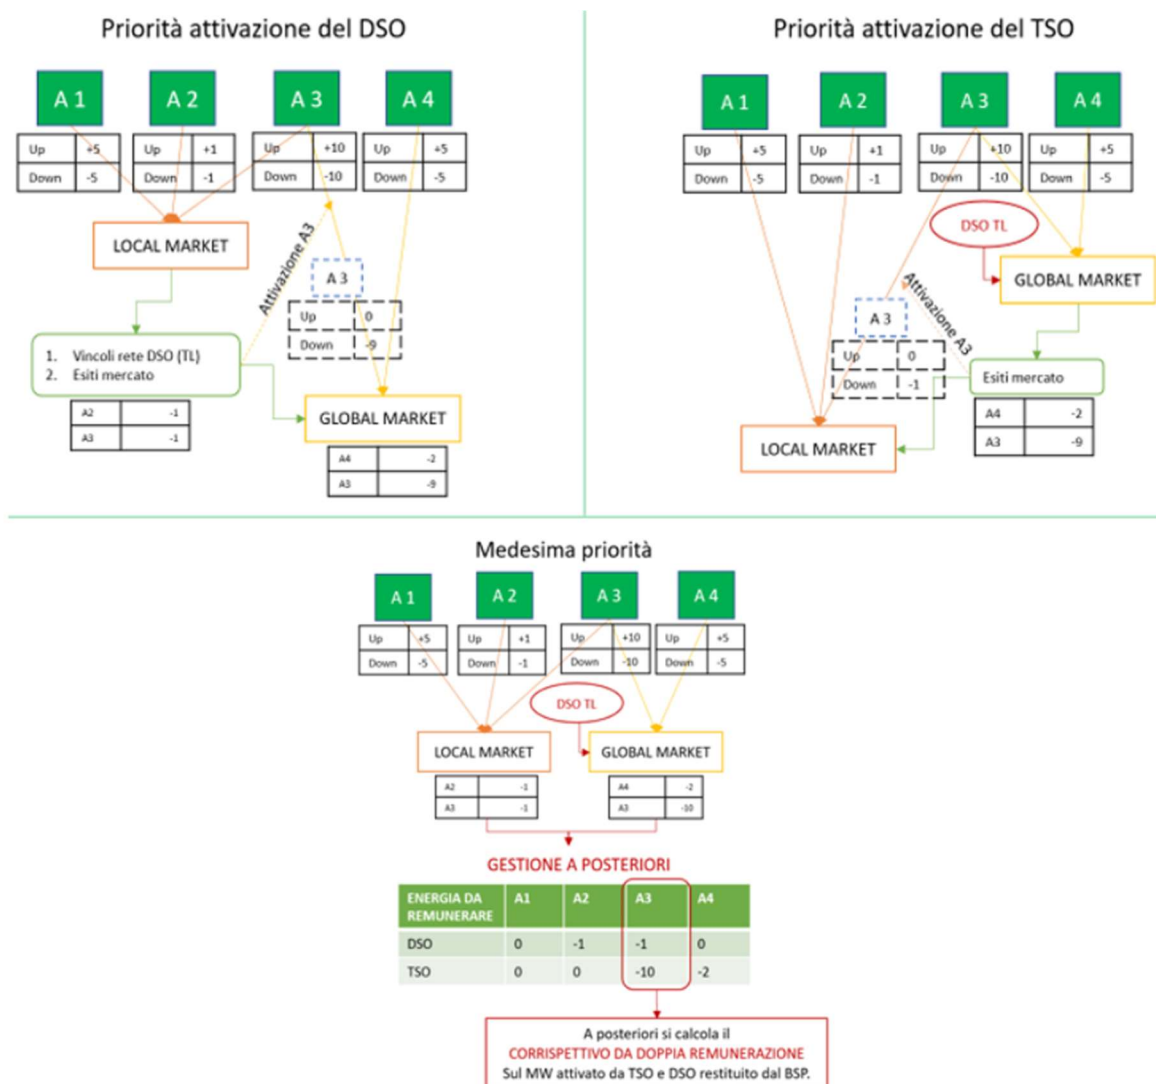 Priorità attivazione del DSO
A 1
A 2
A 3
A 4
Up +5
Down -5
Up +1
Down -1
Up +10
Down -10
Up +5
Down -5
LOCAL MARKET
Attivazione A3
A 3
Up 0
Down -9
1. Vincoli rete DSO (TL)
2. Esiti mercato
A2 -1
A3 -1
GLOBAL MARKET
A4 -2
A3 -9
Priorità attivazione del TSO
A 1
A 2
A 3
A 4
Up +5
Down -5
Up +1
Down -1
Up +10
Down -10
Up +5
Down -5
DSO TL
GLOBAL MARKET
Attivazione A3
A 3
Up 0
Down -1
Esiti mercato
A4 -2
A3 -9
LOCAL MARKET
Medesima priorità
A 1
A 2
A 3
A 4
Up +5
Down -5
Up +1
Down -1
Up +10
Down -10
Up +5
Down -5
DSO TL
LOCAL MARKET
GLOBAL MARKET
A2 -1
A3 -1
A4 -2
A3 -10
GESTIONE A POSTERIORI
ENERGIA DA REMUNERARE A1 A2 A3 A4
DSO 0 -1 -1 0
TSO 0 0 -10 -2
A posteriori si calcola il
CORRISPETTIVO DA DOPPIA REMUNERAZIONE
Sul MW attivato da TSO e DSO restituito dal BSP.